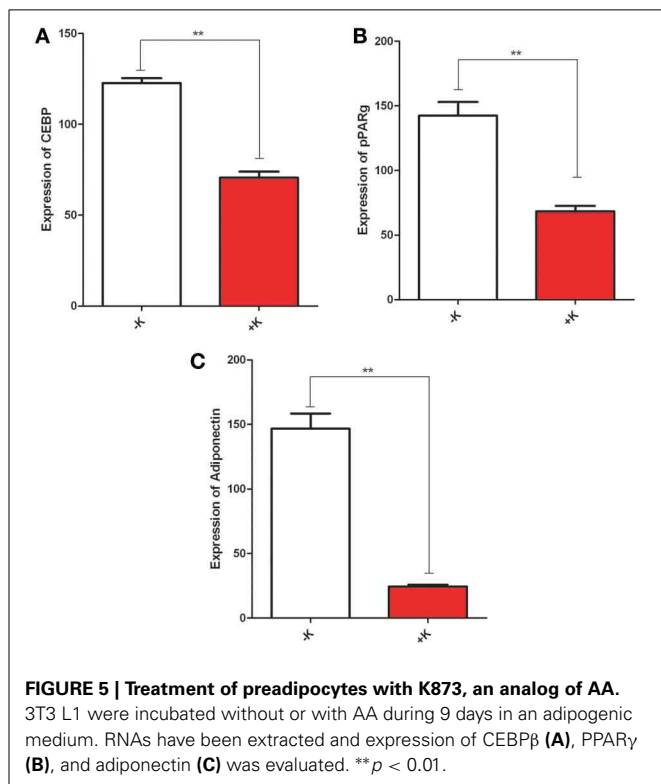 A
**
150
100
50
0
Expression of CEBP
-K
+K
B
**
200
150
100
50
0
Expression of pPARg
-K
+K
C
**
200
150
100
50
0
Expression of Adiponectin
-K
+K
FIGURE 5 | Treatment of preadipocytes with K873, an analog of AA.
3T3 L1 were incubated without or with AA during 9 days in an adipogenic
medium. RNAs have been extracted and expression of CEBPβ (A), PPARγ
(B), and adiponectin (C) was evaluated. **p < 0.01.